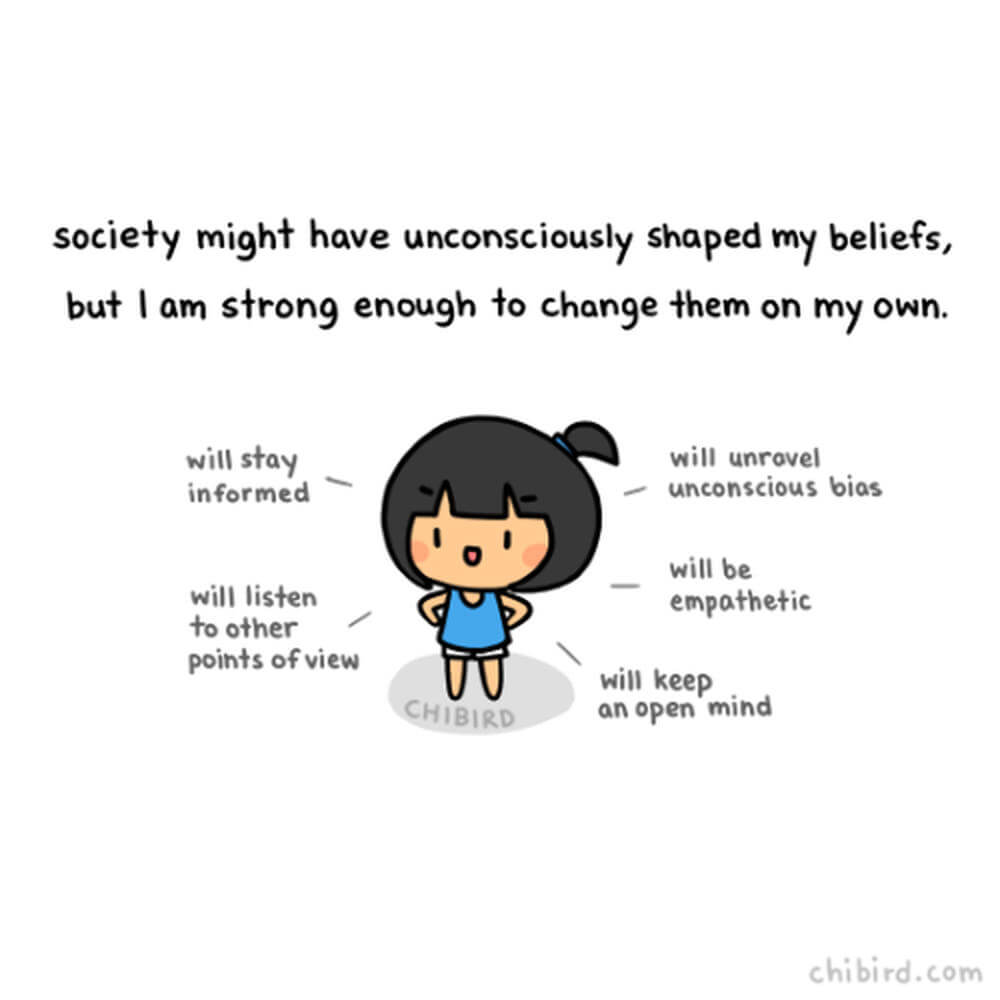 society might have unconsciously shaped my beliefs,
but I am strong enough to change them on my own.
will stay
informed
will listen
to other
points of view
will unravel
unconscious bias
will be
empathetic
will keep
an open mind
CHIBIRD
chibird.com